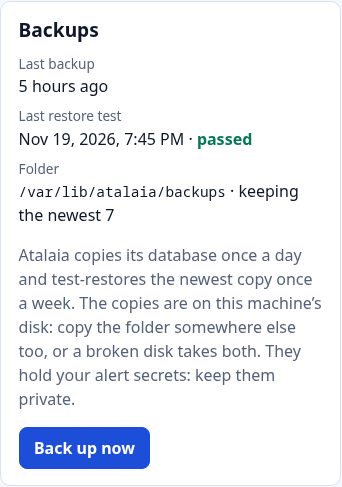 Backups
Last backup
5 hours ago
Last restore test
Nov 19, 2026, 7:45 PM · passed
Folder
/var/lib/atalaia/backups · keeping
the newest 7
Atalaia copies its database once a day
and test-restores the newest copy once
a week. The copies are on this machine’s
disk: copy the folder somewhere else
too, or a broken disk takes both. They
hold your alert secrets: keep them
private.
Back up now